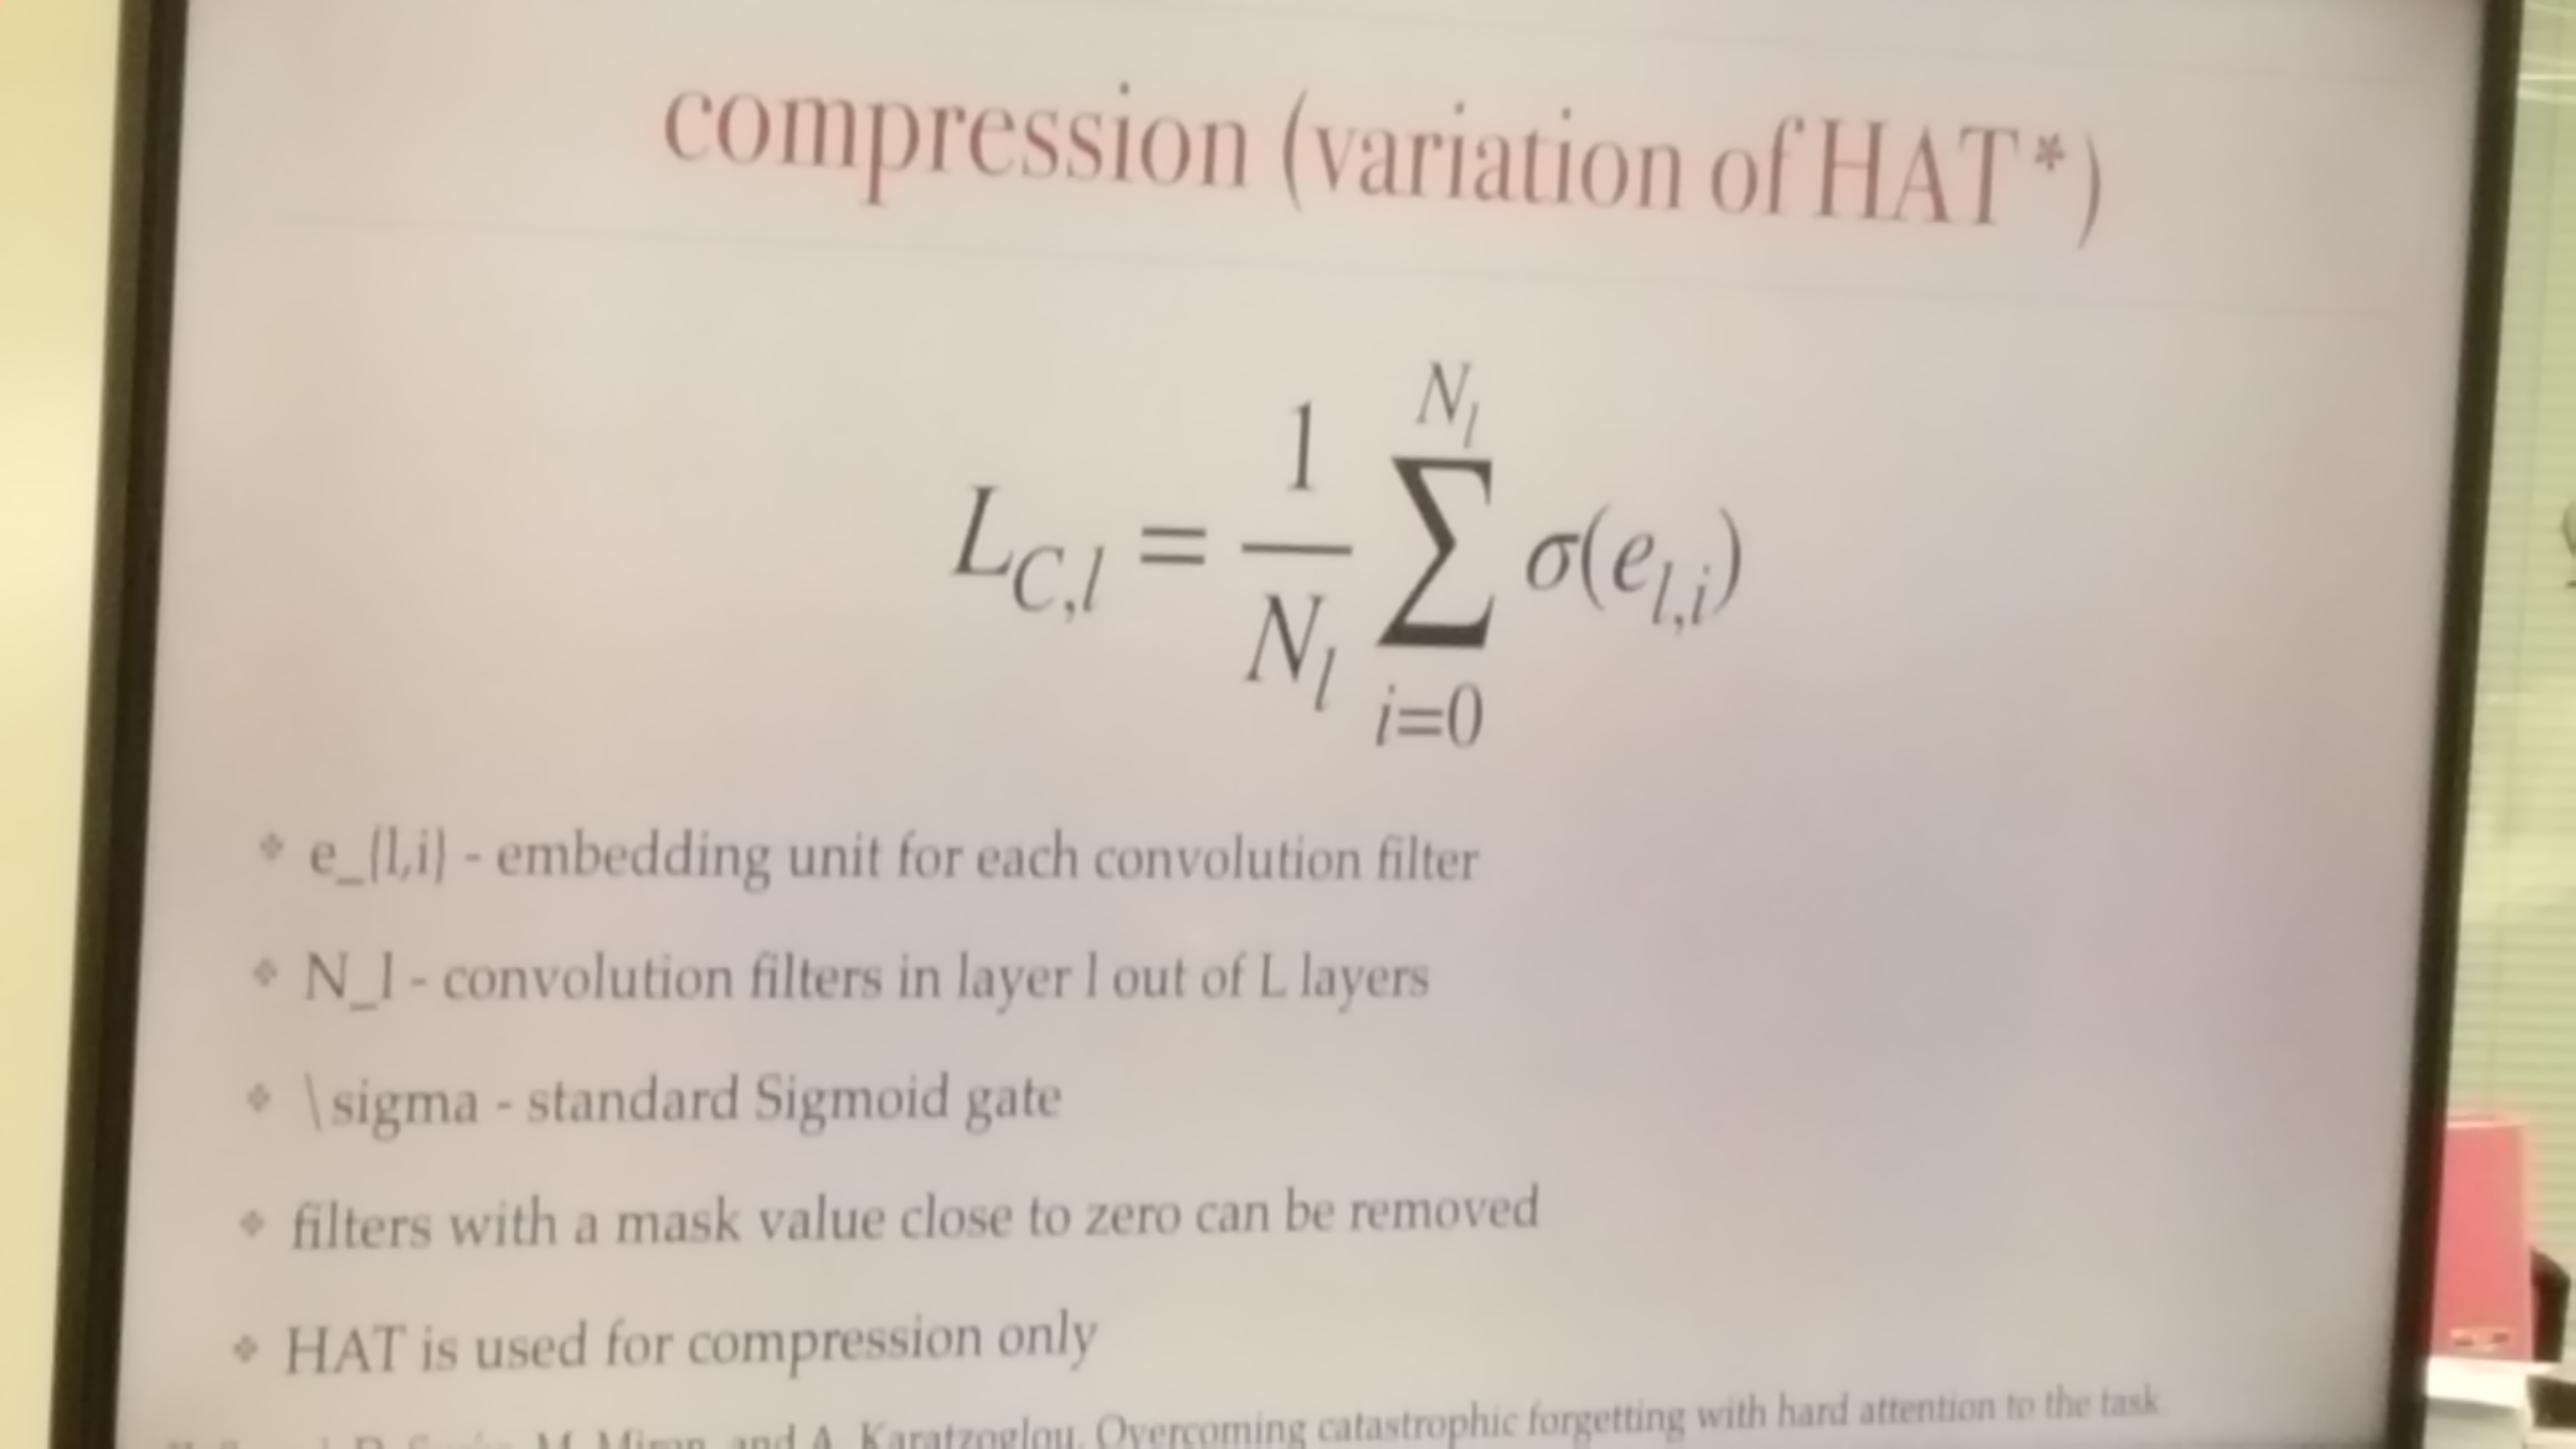 compression (variation of HAT*)
L_{C,l} = \frac{1}{N_l} \sum_{i=0}^{N_l} σ(e_{l,i})
e_{l,i} - embedding unit for each convolution filter
N_l - convolution filters in layer l out of L layers
\sigma - standard Sigmoid gate
filters with a mask value close to zero can be removed
HAT is used for compression only
M. Miron, and A. Karatzoglou. Overcoming catastrophic forgetting with hard attention to the task.